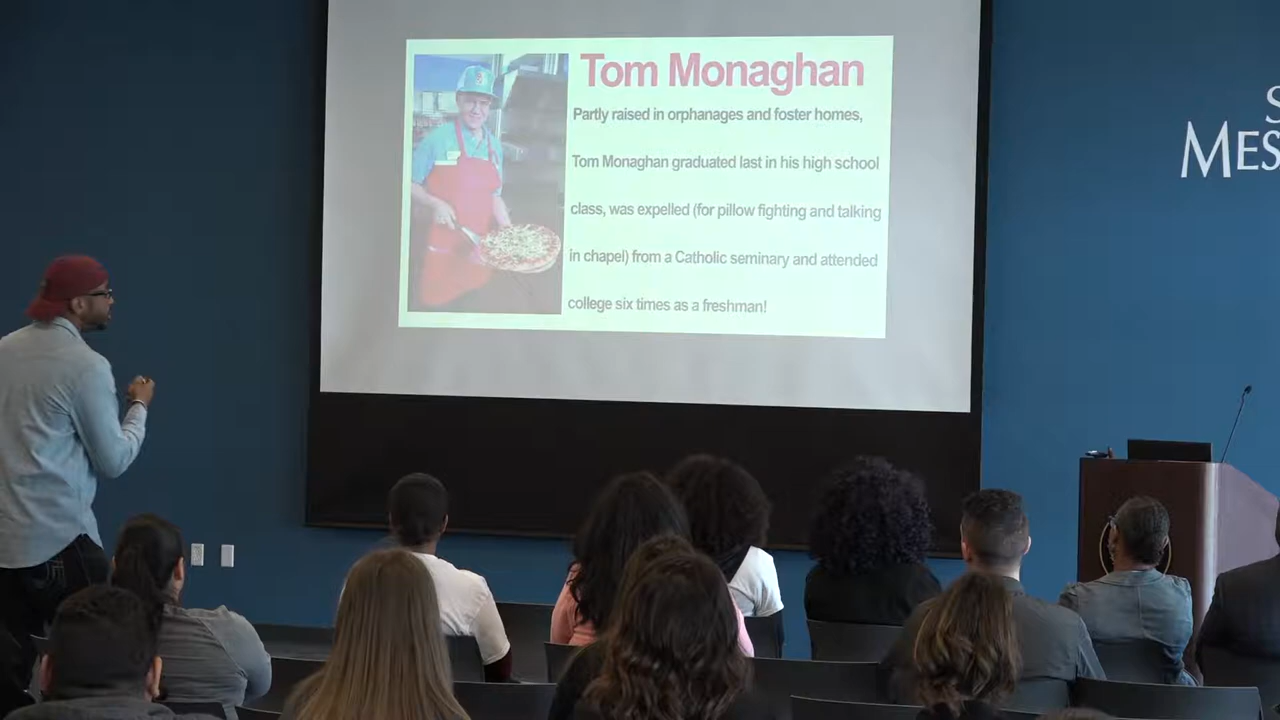 Tom Monaghan
Partly raised in orphanages and foster homes,
Tom Monaghan graduated last in his high school
class, was expelled (for pillow fighting and talking
in chapel) from a Catholic seminary and attended
college six times as a freshman!
S
MES